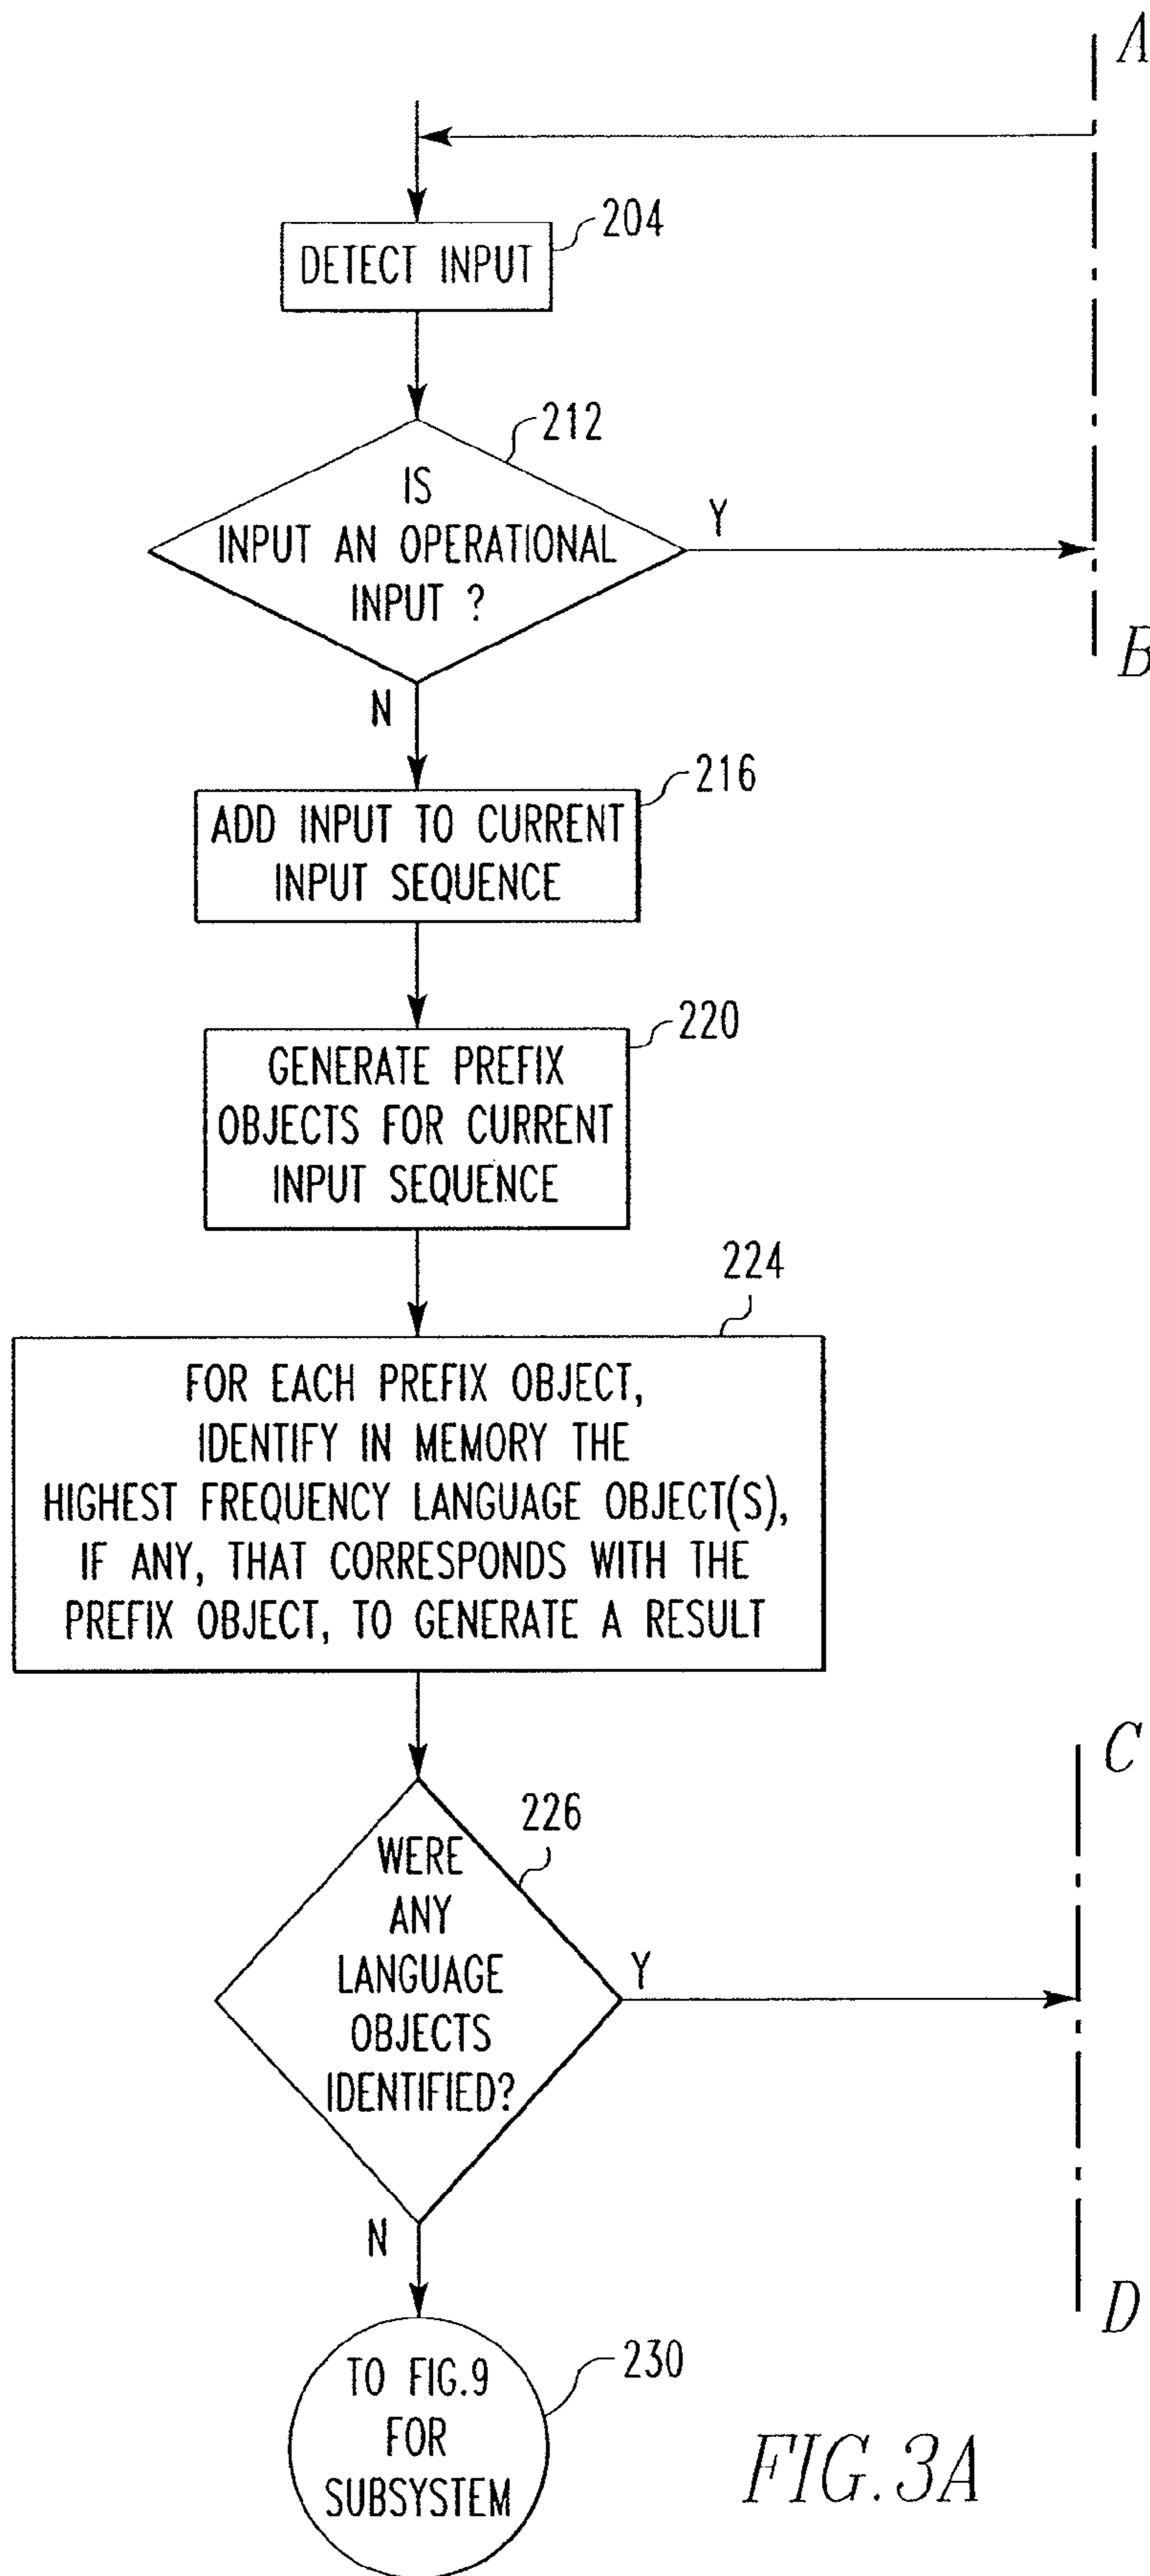 A
204
DETECT INPUT
212
IS
INPUT AN OPERATIONAL
INPUT ?
Y
B
N
216
ADD INPUT TO CURRENT
INPUT SEQUENCE
220
GENERATE PREFIX
OBJECTS FOR CURRENT
INPUT SEQUENCE
224
FOR EACH PREFIX OBJECT,
IDENTIFY IN MEMORY THE
HIGHEST FREQUENCY LANGUAGE OBJECT(S),
IF ANY, THAT CORRESPONDS WITH THE
PREFIX OBJECT, TO GENERATE A RESULT
C
226
WERE
ANY
LANGUAGE
OBJECTS
IDENTIFIED?
Y
N
D
230
TO FIG.9
FOR
SUBSYSTEM
FIG.3A